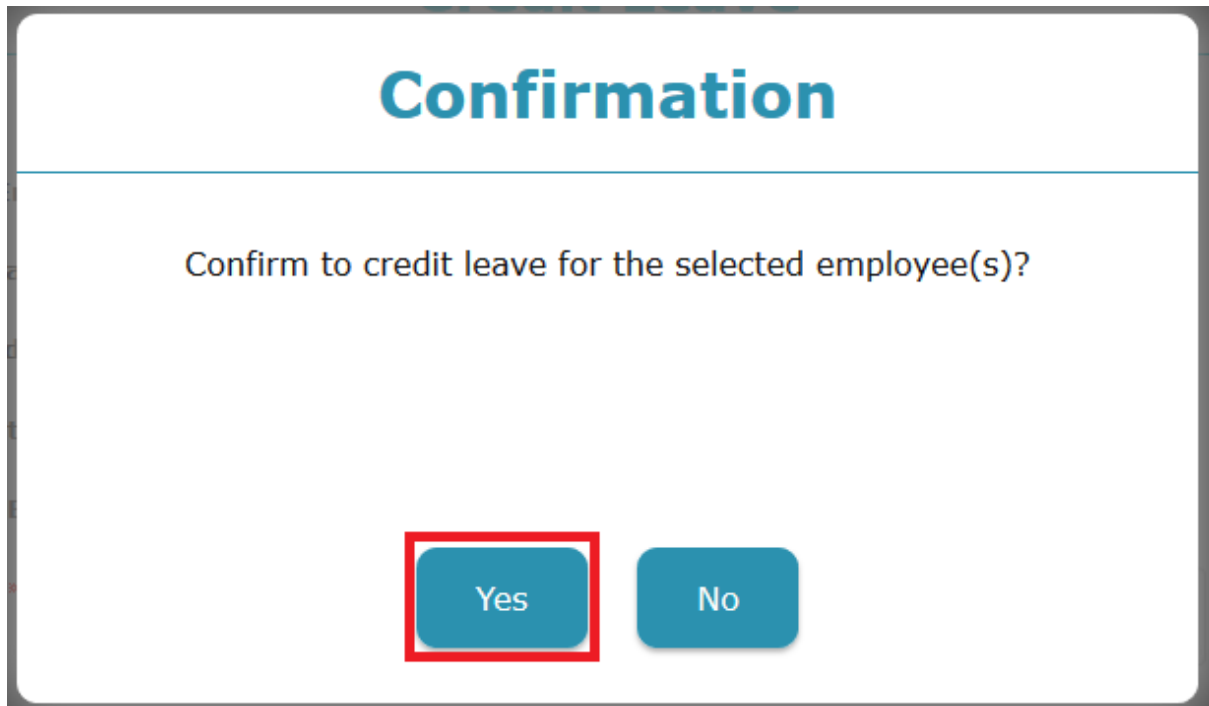 Confirmation
Confirm to credit leave for the selected employee(s)?
Yes
No